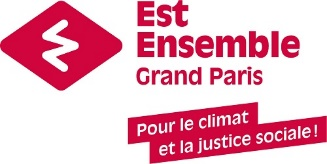 Est
Ensemble
Grand Paris
Pour le climat
et la justice sociale !